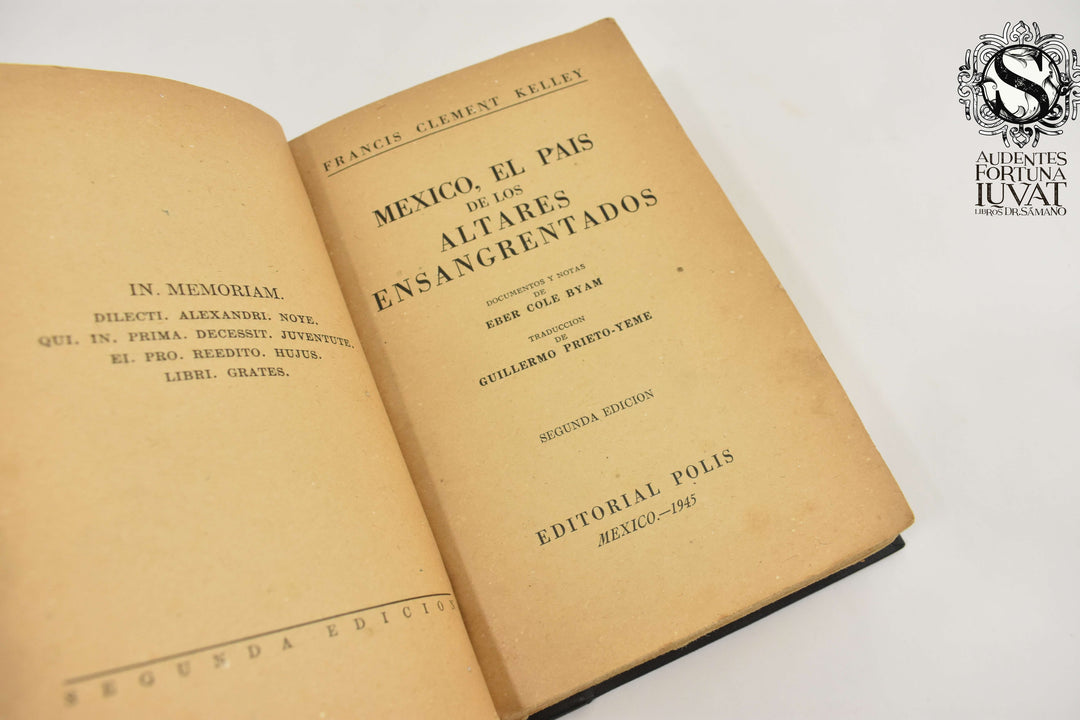 IN. MEMORIAM.
DILECTI. ALEXANDRI. NOYE.
QUI. IN. PRIMA. DECESSIT. JUVENTUTE.
EI. PRO. REEDITO. HUJUS.
LIBRI. GRATES.
SEGUNDA EDICION
FRANCIS CLEMENT KELLEY
MEXICO, EL PAIS
DE LOS
ALTARES
ENSANGRENTADOS
DOCUMENTOS Y NOTAS
DE
EBER COLE BYAM
TRADUCCION
DE
GUILLERMO PRIETO-YEME
SEGUNDA EDICION
EDITORIAL POLIS
MEXICO.—1945
S
AUDENTES
FORTUNA
IUVAT
LIBROS DR. SÁMANO